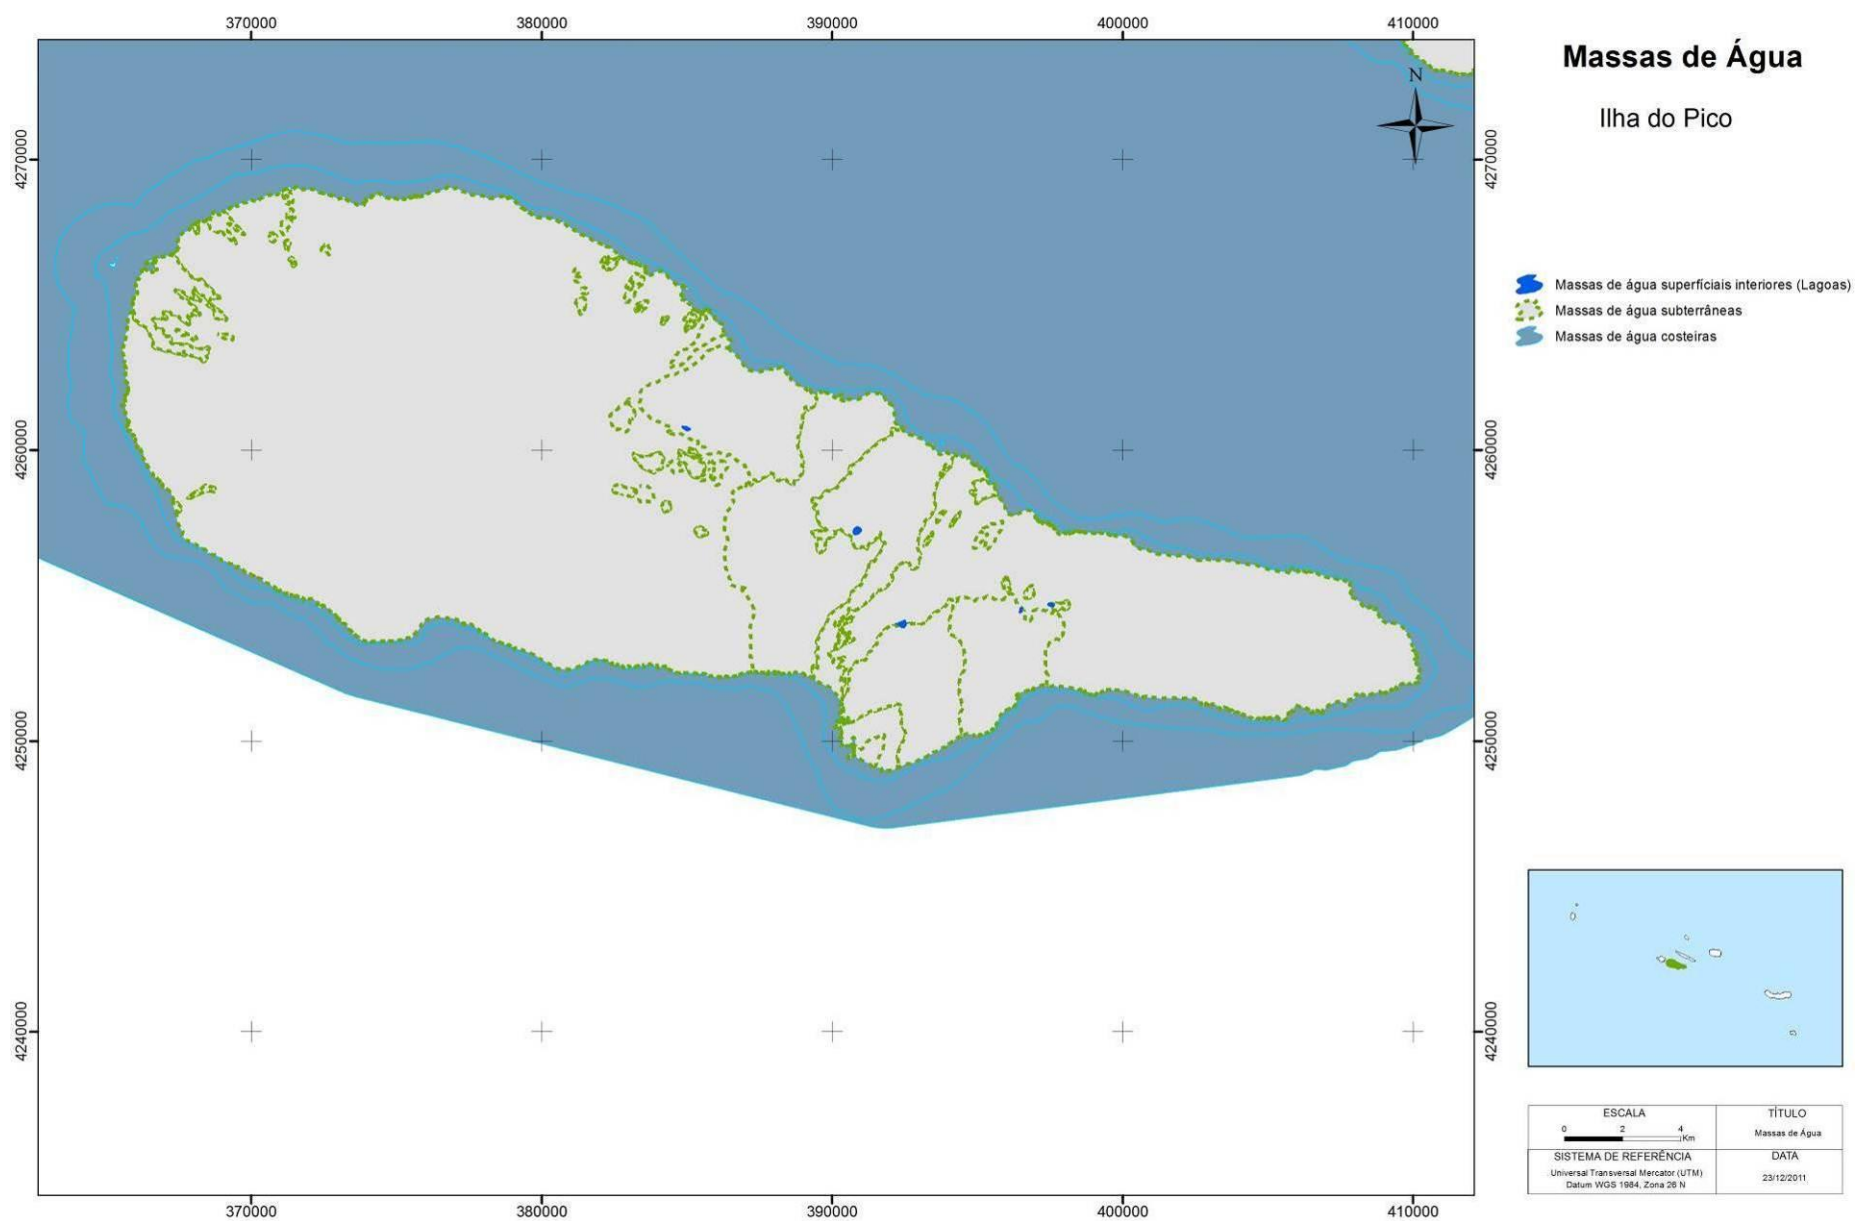 370000 380000 390000 400000 410000
Massas de Água
Ilha do Pico
N
4270000 4270000
Massas de água superfíciais interiores (Lagoas)
Massas de água subterrâneas
Massas de água costeiras
4260000 4260000
4250000 4250000
4240000 4240000
370000 380000 390000 400000 410000
ESCALA
0 2 4
Km
TÍTULO
Massas de Água
SISTEMA DE REFERÊNCIA
Universal Transversal Mercator (UTM)
Datum WGS 1984, Zona 26 N
DATA
23/12/2011